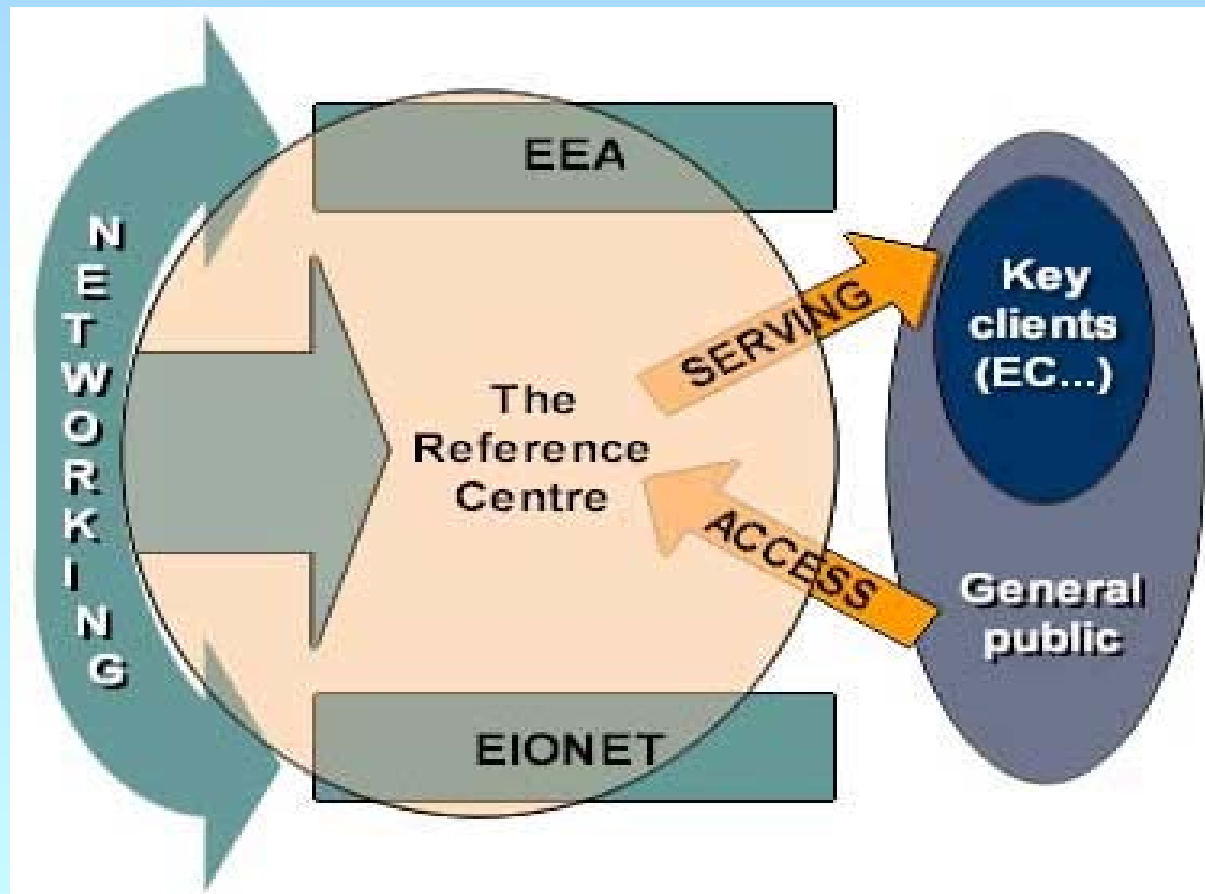 NETWORKING
EEA
The
Reference
Centre
SERVING
ACCESS
Key
clients
(EC...)
General
public
EIONET